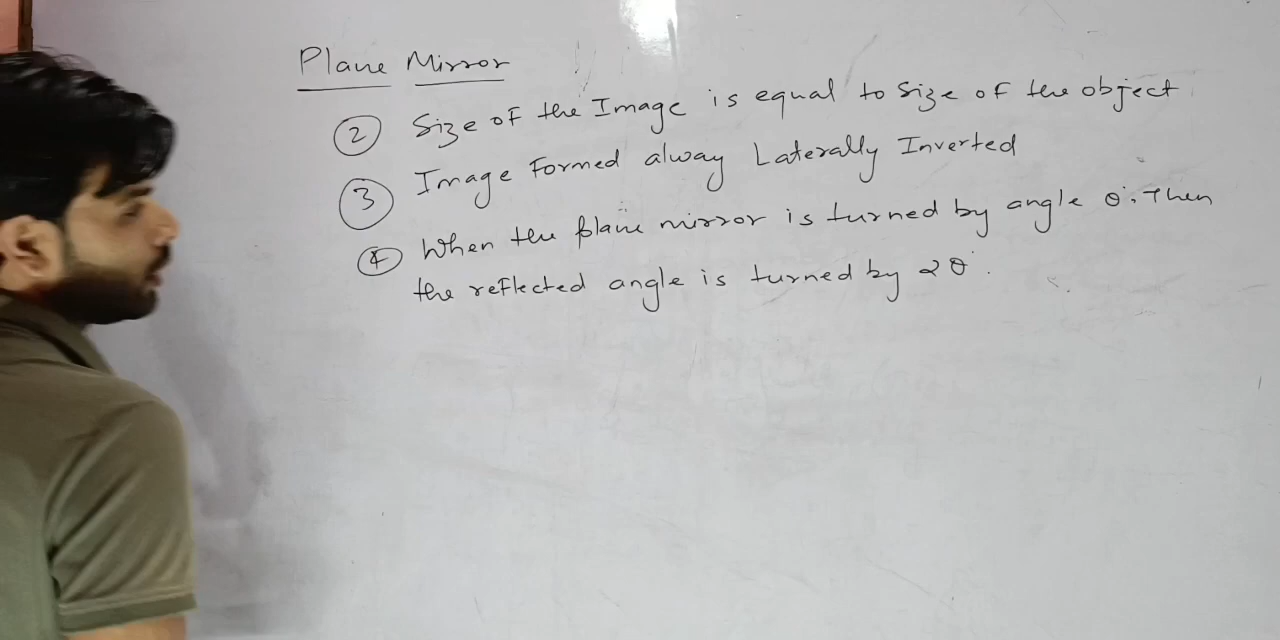 Plane Mirror
2 Size of the Image is equal to size of the object
3 Image Formed alway Laterally Inverted
4 When the plane mirror is turned by angle θ. Then
the reflected angle is turned by 2θ.